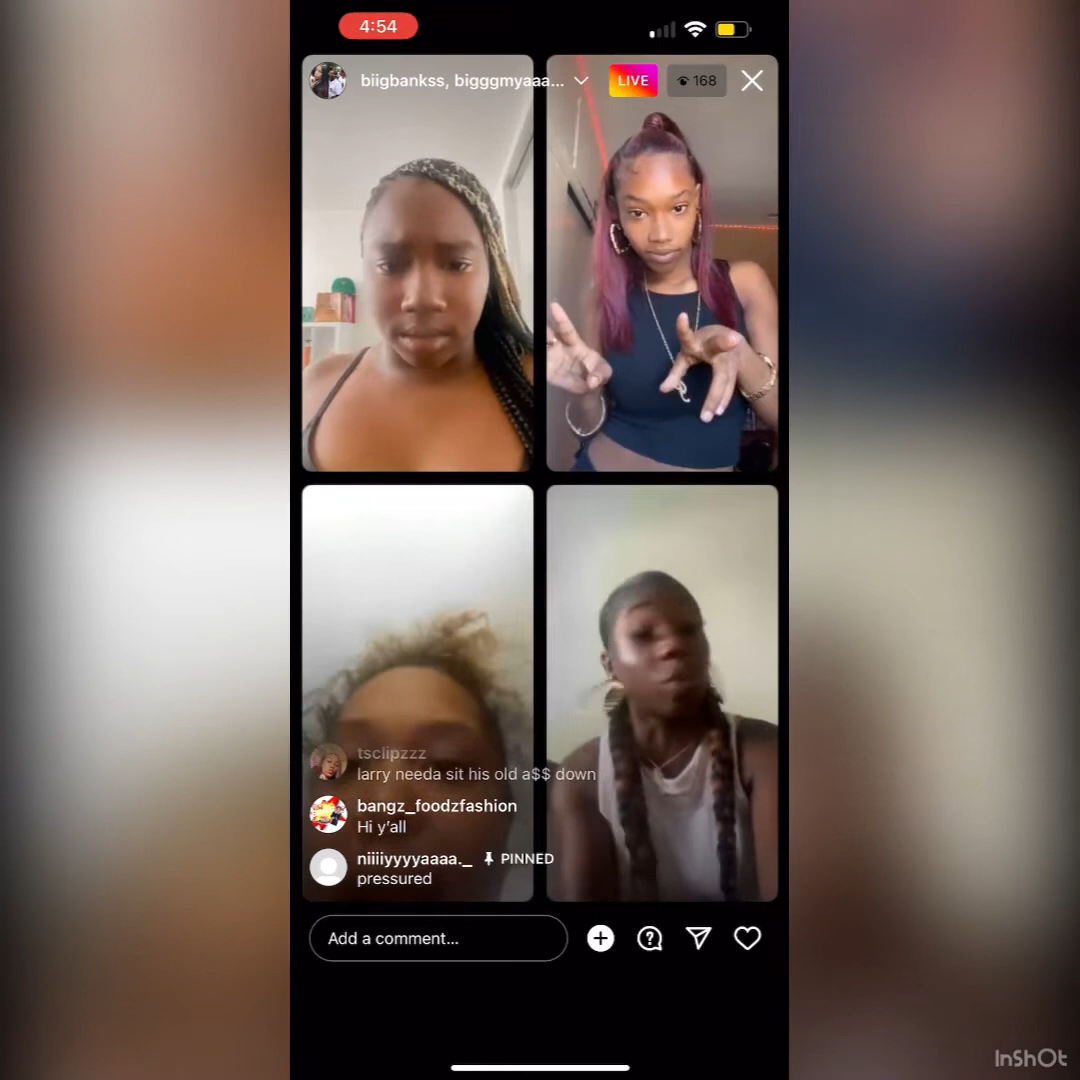 4:54
biigbankss, bigggmyaaa...
LIVE
168
tsclipzzz
larry needa sit his old a$$ down
bangz_foodzfashion
Hi y'all
niiiiyyyyaaaa._ PINNED
pressured
Add a comment...
InShOt